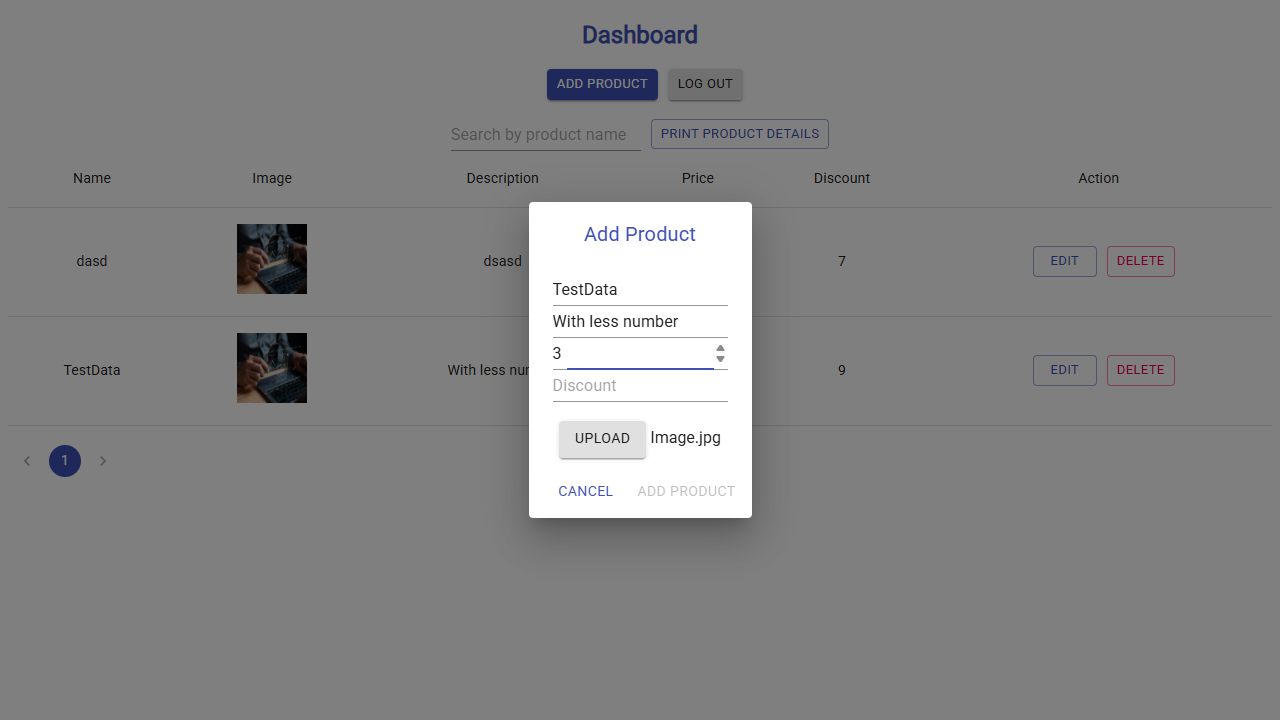 Dashboard
ADD PRODUCT LOG OUT
Search by product name PRINT PRODUCT DETAILS
Name Image Description Price Discount Action
dasd dsasd 7 EDIT DELETE
TestData With less num 9 EDIT DELETE
1
Add Product
TestData
With less number
3
Discount
UPLOAD Image.jpg
CANCEL ADD PRODUCT